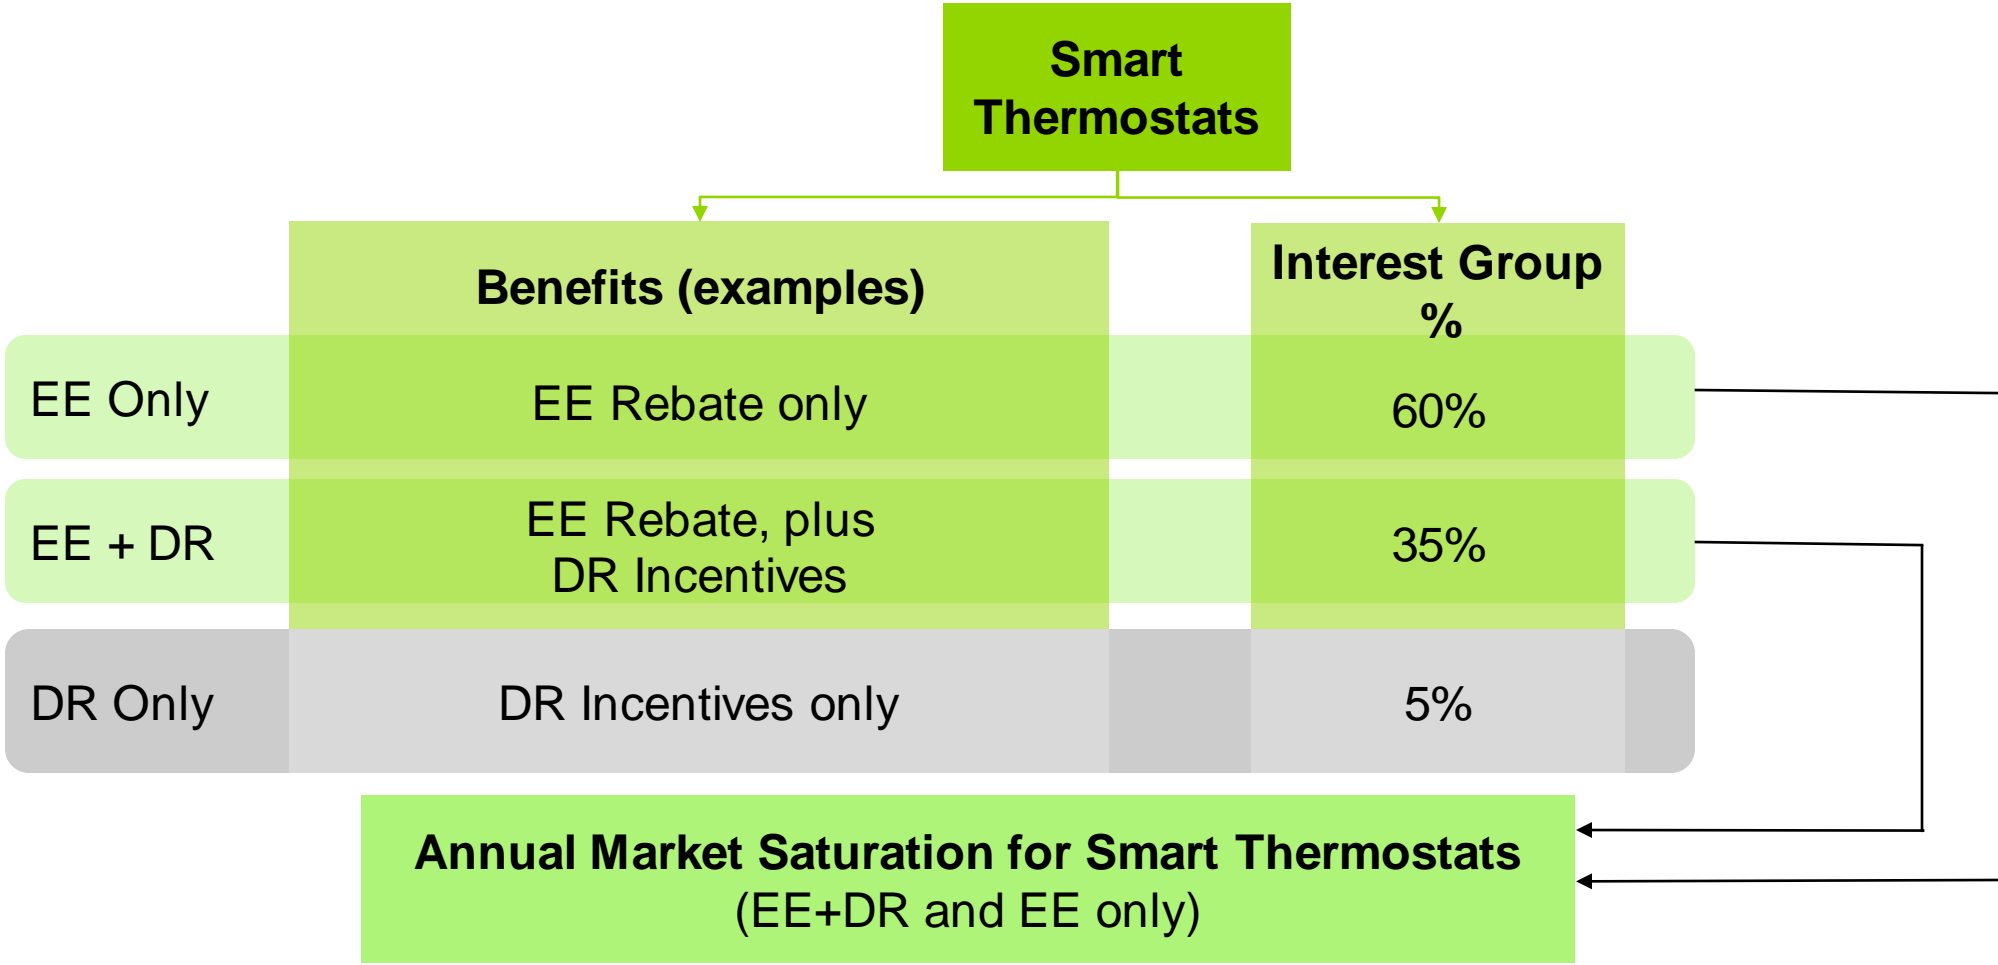 Smart
Thermostats
Benefits (examples)
Interest Group
%
EE Only
EE Rebate only
60%
EE + DR
EE Rebate, plus
DR Incentives
35%
DR Only
DR Incentives only
5%
Annual Market Saturation for Smart Thermostats
(EE+DR and EE only)